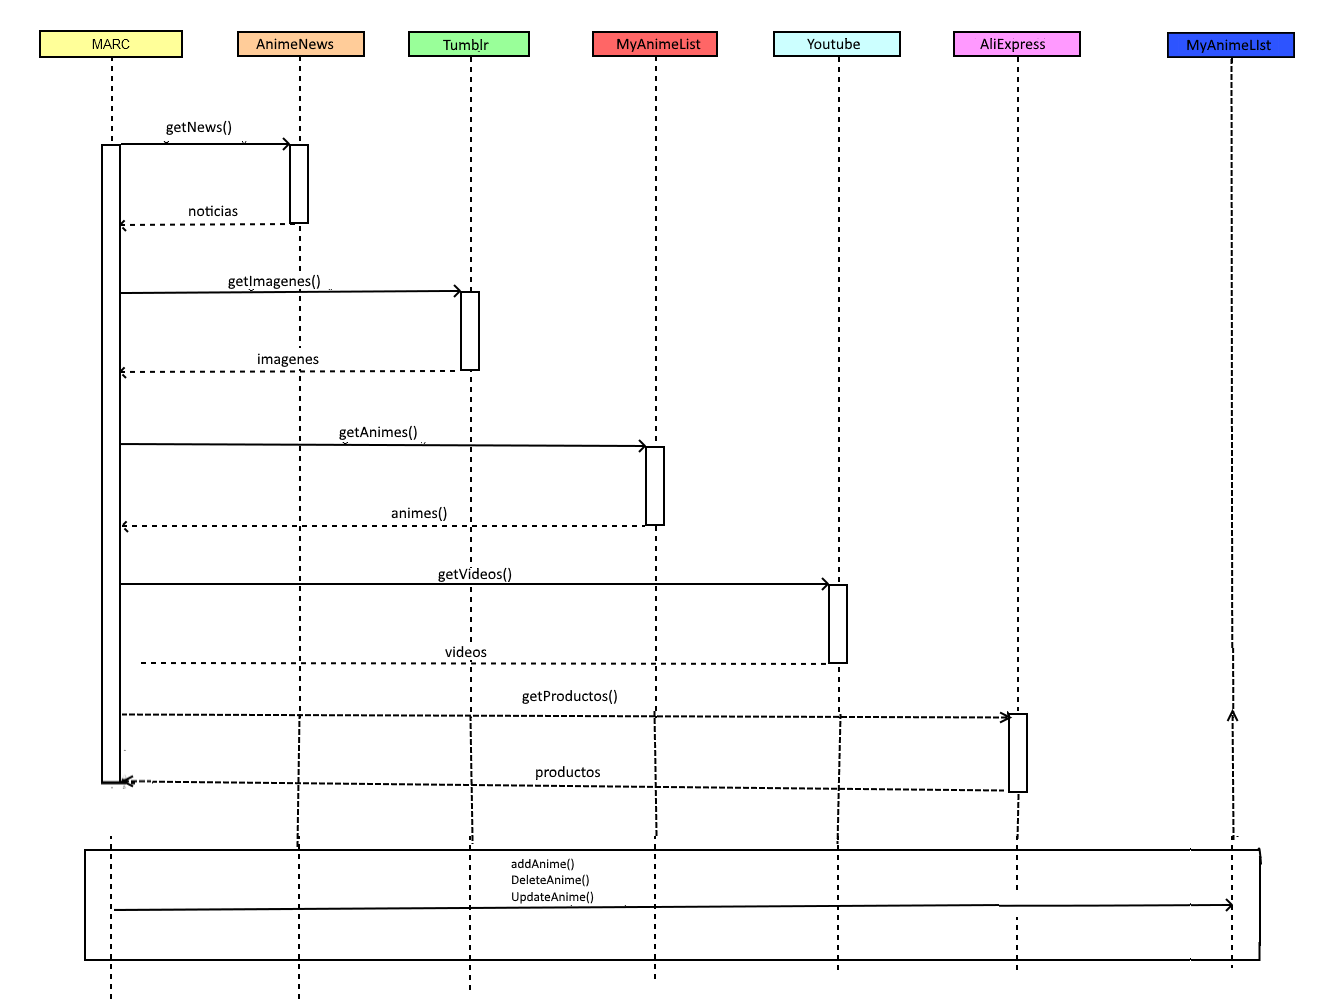 MARC
AnimeNews
Tumblr
MyAnimeList
Youtube
AliExpress
MyAnimeLIst
getNews()
noticias
getImagenes()
imagenes
getAnimes()
animes()
getVídeos()
videos
getProductos()
productos
addAnime()
DeleteAnime()
UpdateAnime()